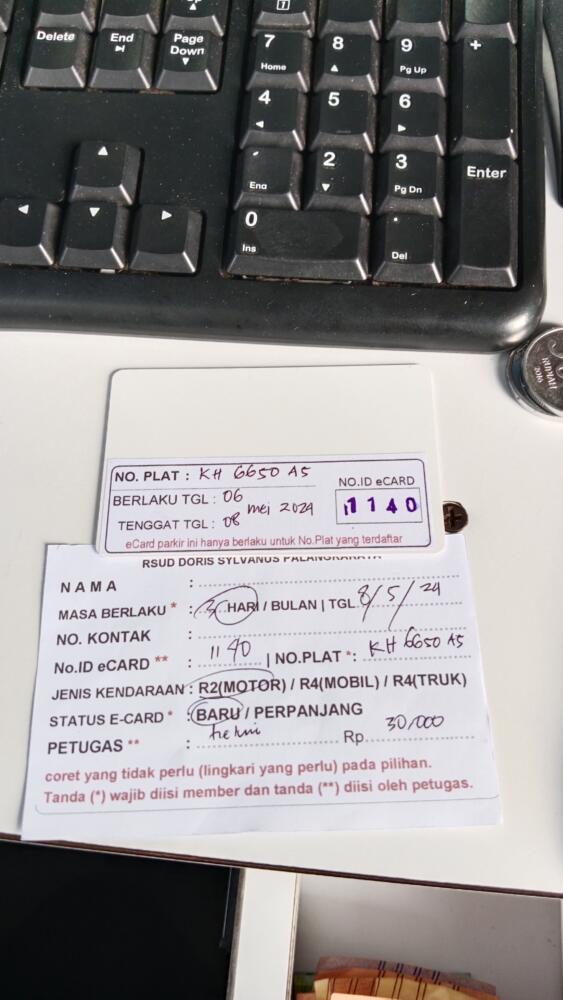 Delete
End
Page
Down
7
Home
8
9
Pg Up
+
4
5
6
End
2
3
Pg Dn
Enter
0
Ins
.
Del
RUPIAH
2016
NO. PLAT : KH 6650 AS
BERLAKU TGL : 06
TENGGAT TGL : 08
mei 2024
NO.ID eCARD
1140
eCard parkir ini hanya berlaku untuk No.Plat yang terdaftar
RSUD DORIS SYLVANUS PALANGKARAYA
NAMA :
MASA BERLAKU * : 3 HARI / BULAN | TGL 8/5/24
NO. KONTAK :
No.ID eCARD ** : 1140 | NO.PLAT *: KH 6650 AS
JENIS KENDARAAN : R2(MOTOR) / R4(MOBIL) / R4(TRUK)
STATUS E-CARD * : BARU / PERPANJANG
PETUGAS ** : Rp. 30,000
coret yang tidak perlu (lingkari yang perlu) pada pilihan.
Tanda (*) wajib diisi member dan tanda (**) diisi oleh petugas.